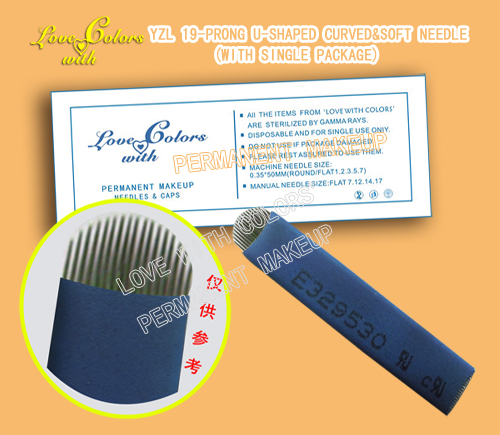 Love with Colors
YZL 19-PRONG U-SHAPED CURVED&SOFT NEEDLE
(WITH SINGLE PACKAGE)
Love with Colors
PERMANENT MAKEUP
NEEDLES & CAPS
■ All THE ITEMS FROM 'LOVE WITH COLORS'
ARE STERILIZED BY GAMMA RAYS.
■ DISPOSABLE AND FOR SINGLE USE ONLY.
■ DO NOT USE IF PACKAGE DAMAGED.
■ PLEASE REST ASSURED TO USE THEM.
■ MACHINE NEEDLE SIZE:
0.35*50MM(ROUND/FLAT1.2.3.5.7)
■ MANUAL NEEDLE SIZE:FLAT 7.12.14.17
PERMANENT MAKEUP
LOVE WITH COLORS
PERMANENT MAKEUP
仅供参考
E329530